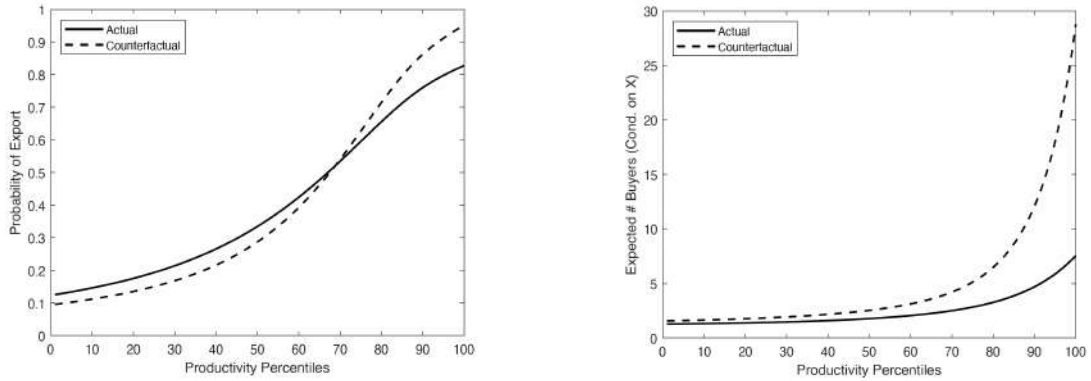 1
0.9
0.8
0.7
0.6
0.5
0.4
0.3
0.2
0.1
0
Probability of Export
Actual
Counterfactual
0 10 20 30 40 50 60 70 80 90 100
Productivity Percentiles
30
25
20
15
10
5
0
Expected # Buyers (Cond. on X)
Actual
Counterfactual
0 10 20 30 40 50 60 70 80 90 100
Productivity Percentiles